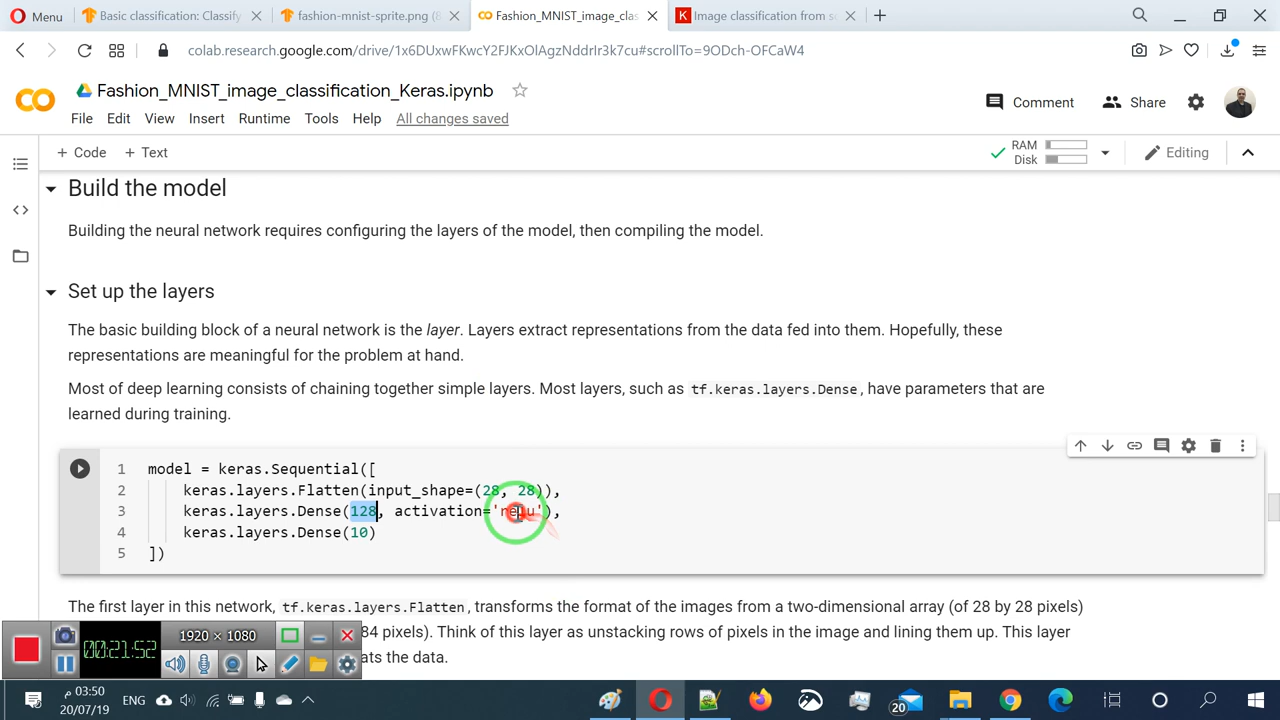 Menu
Basic classification: Classify
fashion-mnist-sprite.png (8
Fashion_MNIST_image_clas
Image classification from s
colab.research.google.com/drive/1x6DUxwFKwcY2FJKxOlAgzNddrIr3k7cu#scrollTo=9ODch-OFCaW4
Fashion_MNIST_image_classification_Keras.ipynb
Comment
Share
File Edit View Insert Runtime Tools Help All changes saved
+ Code + Text
RAM
Disk
Editing
Build the model
Building the neural network requires configuring the layers of the model, then compiling the model.
Set up the layers
The basic building block of a neural network is the layer. Layers extract representations from the data fed into them. Hopefully, these
representations are meaningful for the problem at hand.
Most of deep learning consists of chaining together simple layers. Most layers, such as tf.keras.layers.Dense, have parameters that are
learned during training.
1 model = keras.Sequential([
2 keras.layers.Flatten(input_shape=(28, 28)),
3 keras.layers.Dense(128, activation='relu'),
4 keras.layers.Dense(10)
5 ])
The first layer in this network, tf.keras.layers.Flatten, transforms the format of the images from a two-dimensional array (of 28 by 28 pixels)
84 pixels). Think of this layer as unstacking rows of pixels in the image and lining them up. This layer
ats the data.
1920 × 1080
00:21:52
03:50 م
20/07/19
ENG
20